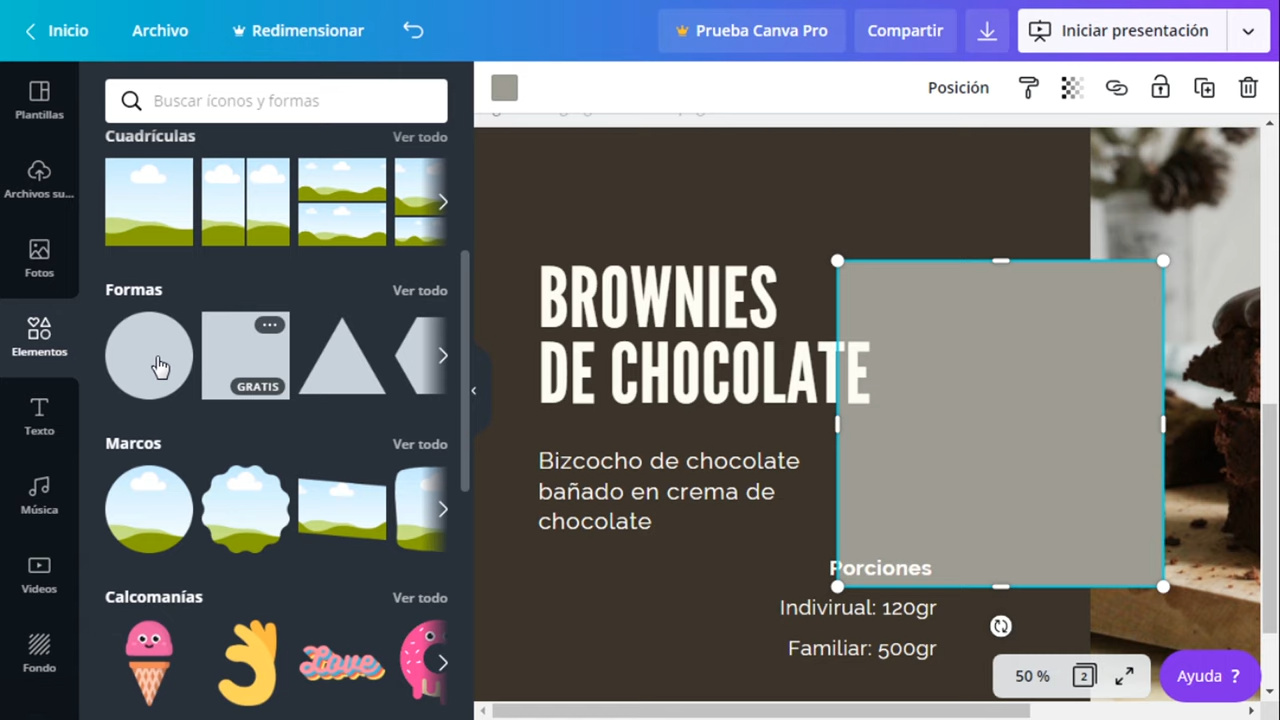 Inicio
Archivo
Redimensionar
Prueba Canva Pro
Compartir
Iniciar presentación
Plantillas
Archivos su...
Fotos
Elementos
Texto
Música
Videos
Fondo
Buscar íconos y formas
Cuadrículas
Ver todo
Formas
Ver todo
GRATIS
Marcos
Ver todo
Calcomanías
Ver todo
Love
Posición
BROWNIES
DE CHOCOLATE
Bizcocho de chocolate
bañado en crema de
chocolate
Porciones
Indivirual: 120gr
Familiar: 500gr
50 %
2
Ayuda ?